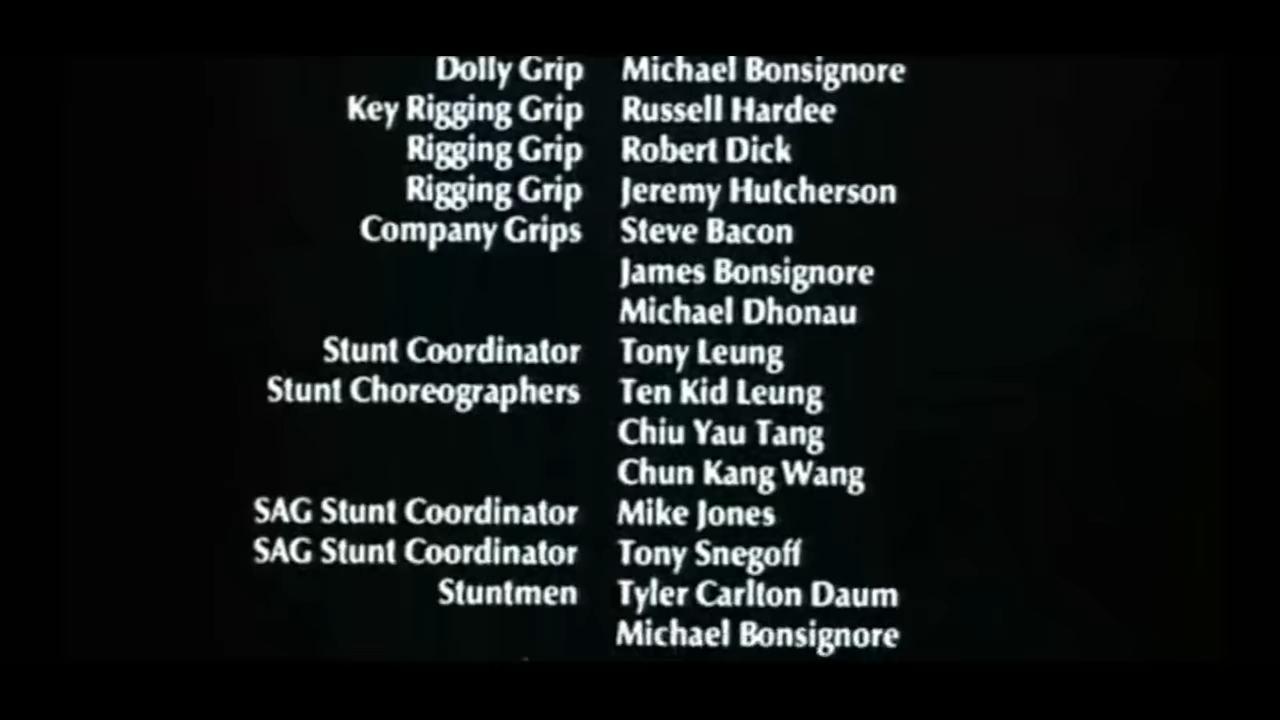 Dolly Grip Michael Bonsignore
Key Rigging Grip Russell Hardee
Rigging Grip Robert Dick
Rigging Grip Jeremy Hutcherson
Company Grips Steve Bacon
James Bonsignore
Michael Dhonau
Stunt Coordinator Tony Leung
Stunt Choreographers Ten Kid Leung
Chiu Yau Tang
Chun Kang Wang
SAG Stunt Coordinator Mike Jones
SAG Stunt Coordinator Tony Snegoff
Stuntmen Tyler Carlton Daum
Michael Bonsignore